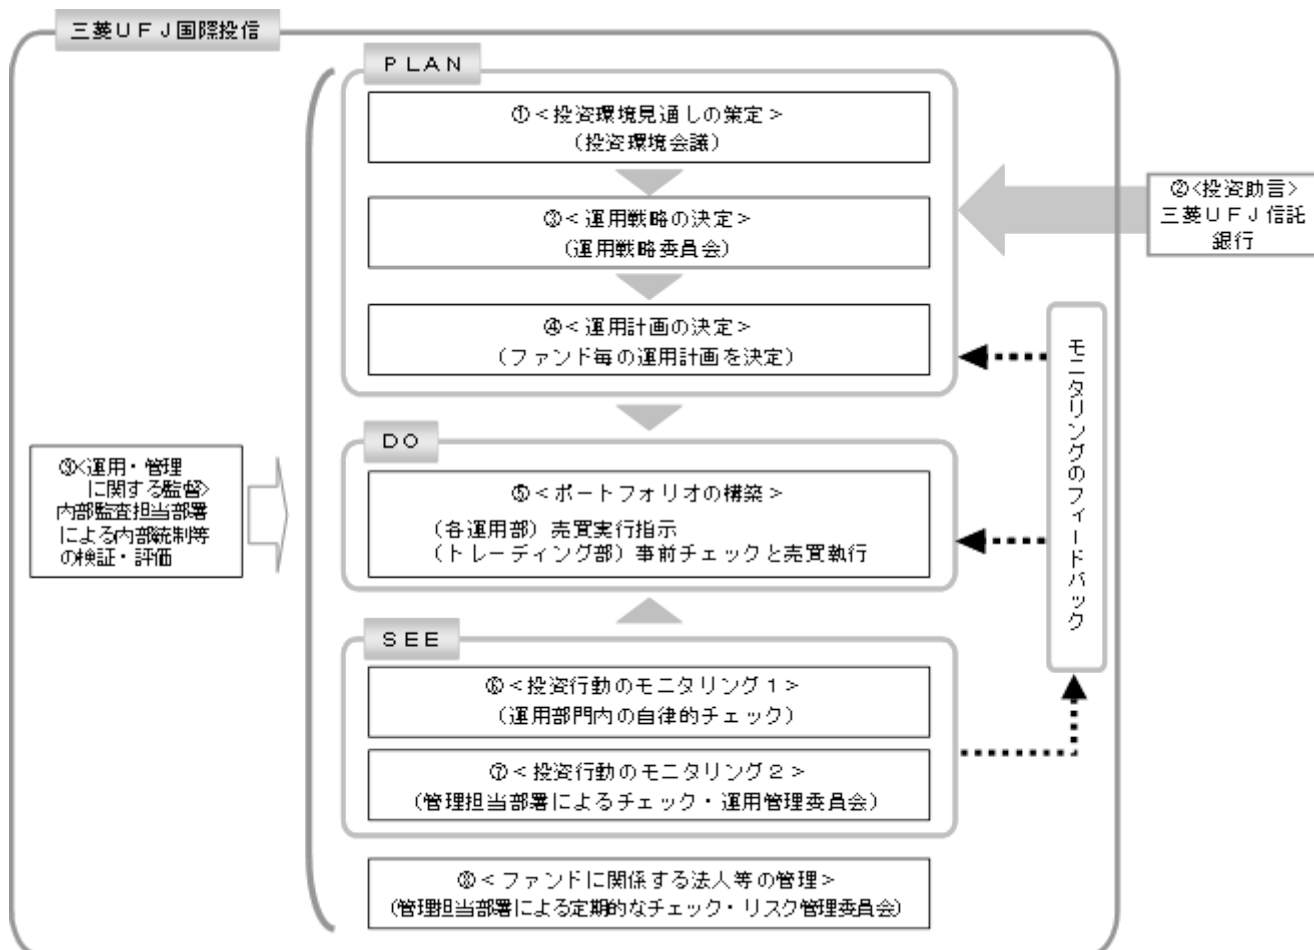 三菱ＵＦＪ国際投信
ＰＬＡＮ
①＜投資環境見通しの策定＞
（投資環境会議）
②<投資助言>
三菱ＵＦＪ信託
銀行
③＜運用戦略の決定＞
（運用戦略委員会）
④＜運用計画の決定＞
（ファンド毎の運用計画を決定）
モニタリングのフィードバック
ＤＯ
⑤＜ポートフォリオの構築＞
（各運用部）売買実行指示
（トレーディング部）事前チェックと売買執行
⑨<運用・管理
に関する監督>
内部監査担当部署
による内部統制等
の検証・評価
ＳＥＥ
⑥＜投資行動のモニタリング１＞
（運用部門内の自律的チェック）
⑦＜投資行動のモニタリング２＞
（管理担当部署によるチェック・運用管理委員会）
⑧＜ファンドに関係する法人等の管理＞
（管理担当部署による定期的なチェック・リスク管理委員会）